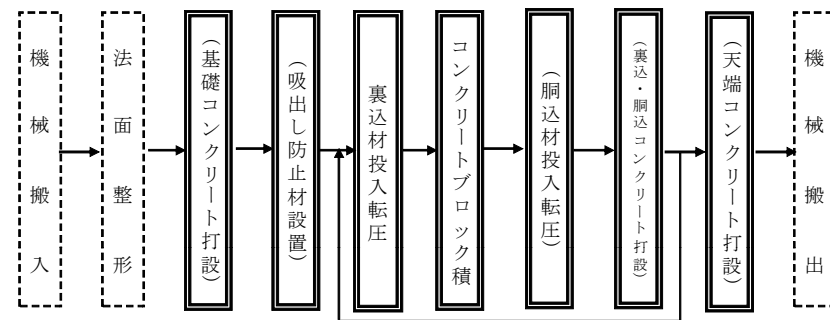 機械搬入
法面整形
（基礎コンクリート打設）
（吸出し防止材設置）
裏込材投入転圧
コンクリートブロック積
（胴込材投入転圧）
（裏込・胴込コンクリート打設）
（天端コンクリート打設）
機械搬出